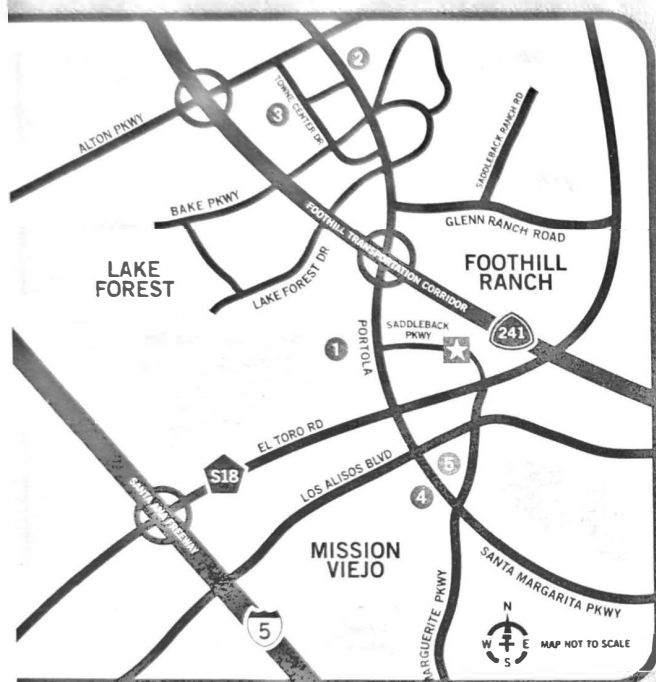 2
TOWNE CENTER DR
3
ALTON PKWY
SADDLEBACK RANCH RD
BAKE PKWY
FOOTHILL TRANSPORTATION CORRIDOR
GLENN RANCH ROAD
LAKE
FOREST
LAKE FOREST DR
FOOTHILL
RANCH
241
SADDLEBACK
PKWY
1
PORTOLA
EL TORO RD
S18
LOS ALISOS BLVD
5
4
SANTA ANA FREEWAY
MISSION
VIEJO
SANTA MARGARITA PKWY
MARGUERITE PKWY
5
N
W E
S
MAP NOT TO SCALE